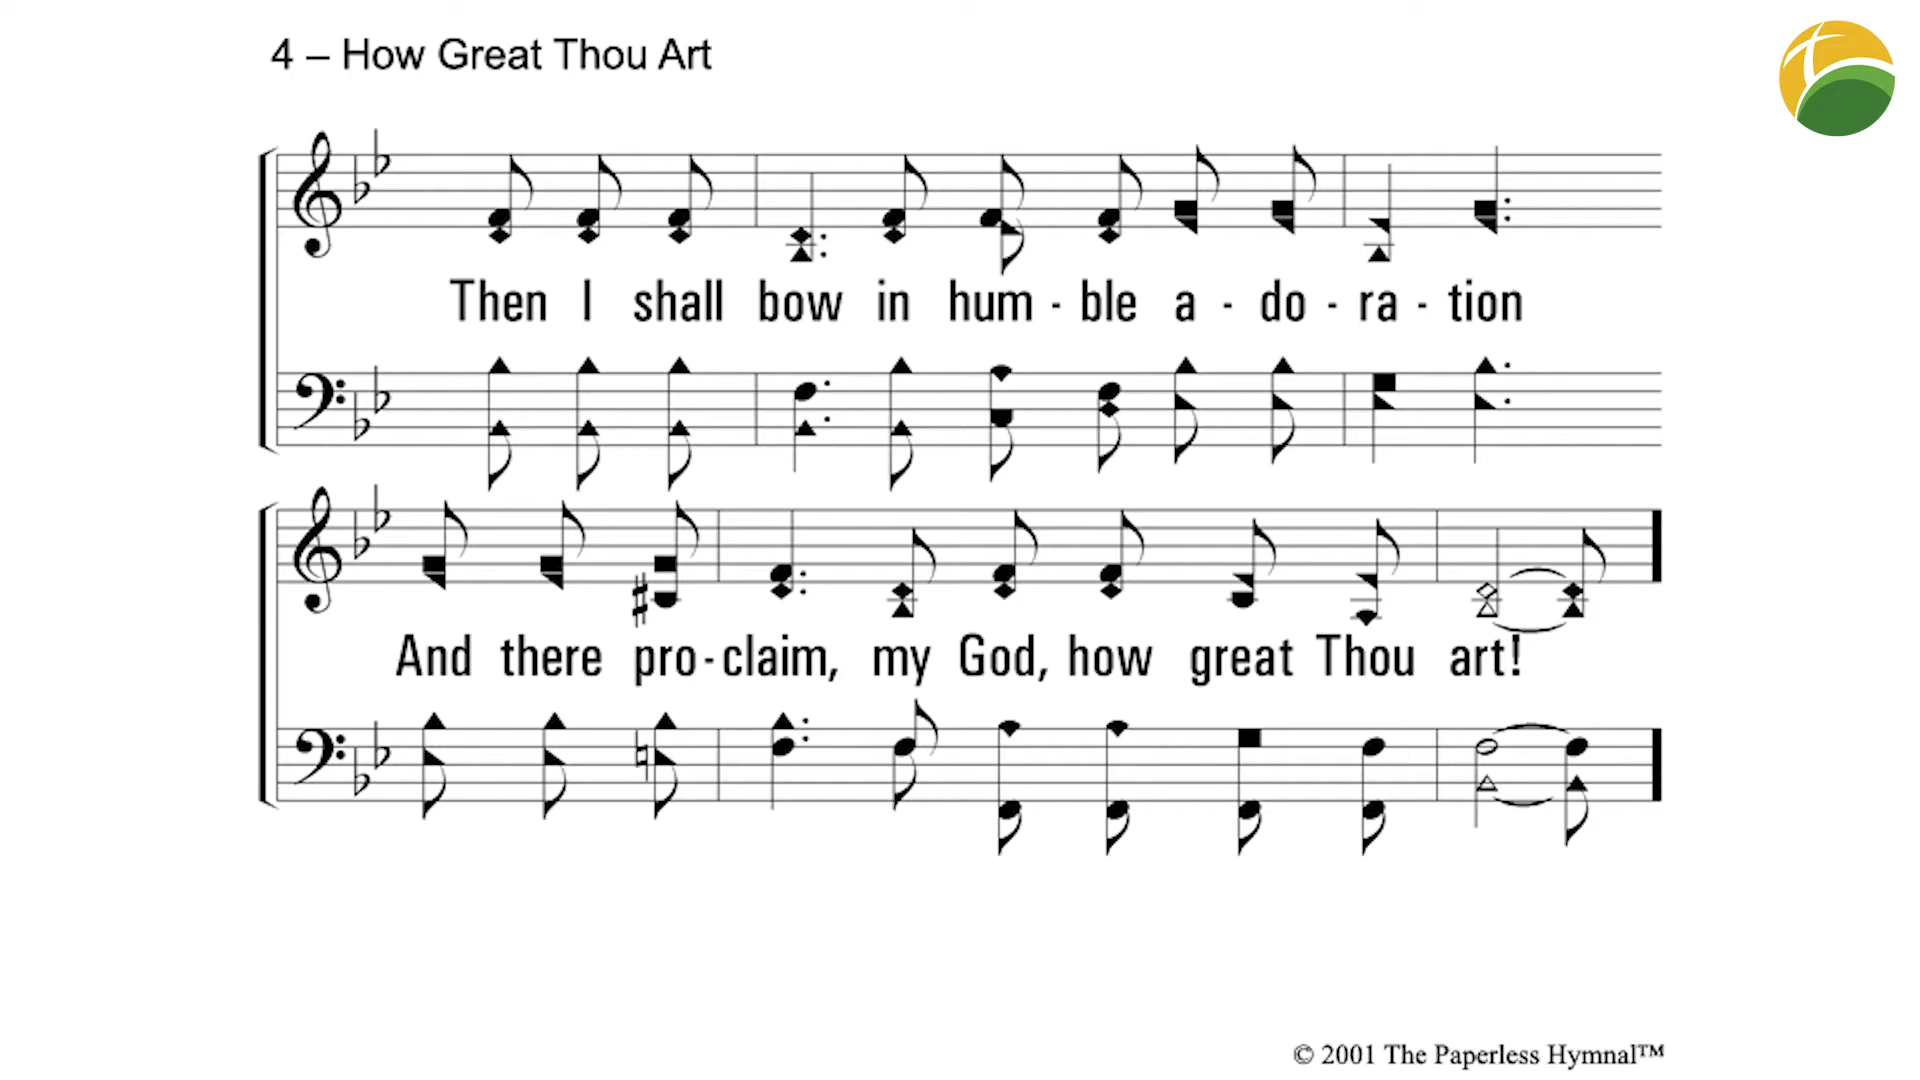 4 – How Great Thou Art
Then I shall bow in hum - ble a - do - ra - tion
And there pro - claim, my God, how great Thou art!
© 2001 The Paperless Hymnal™